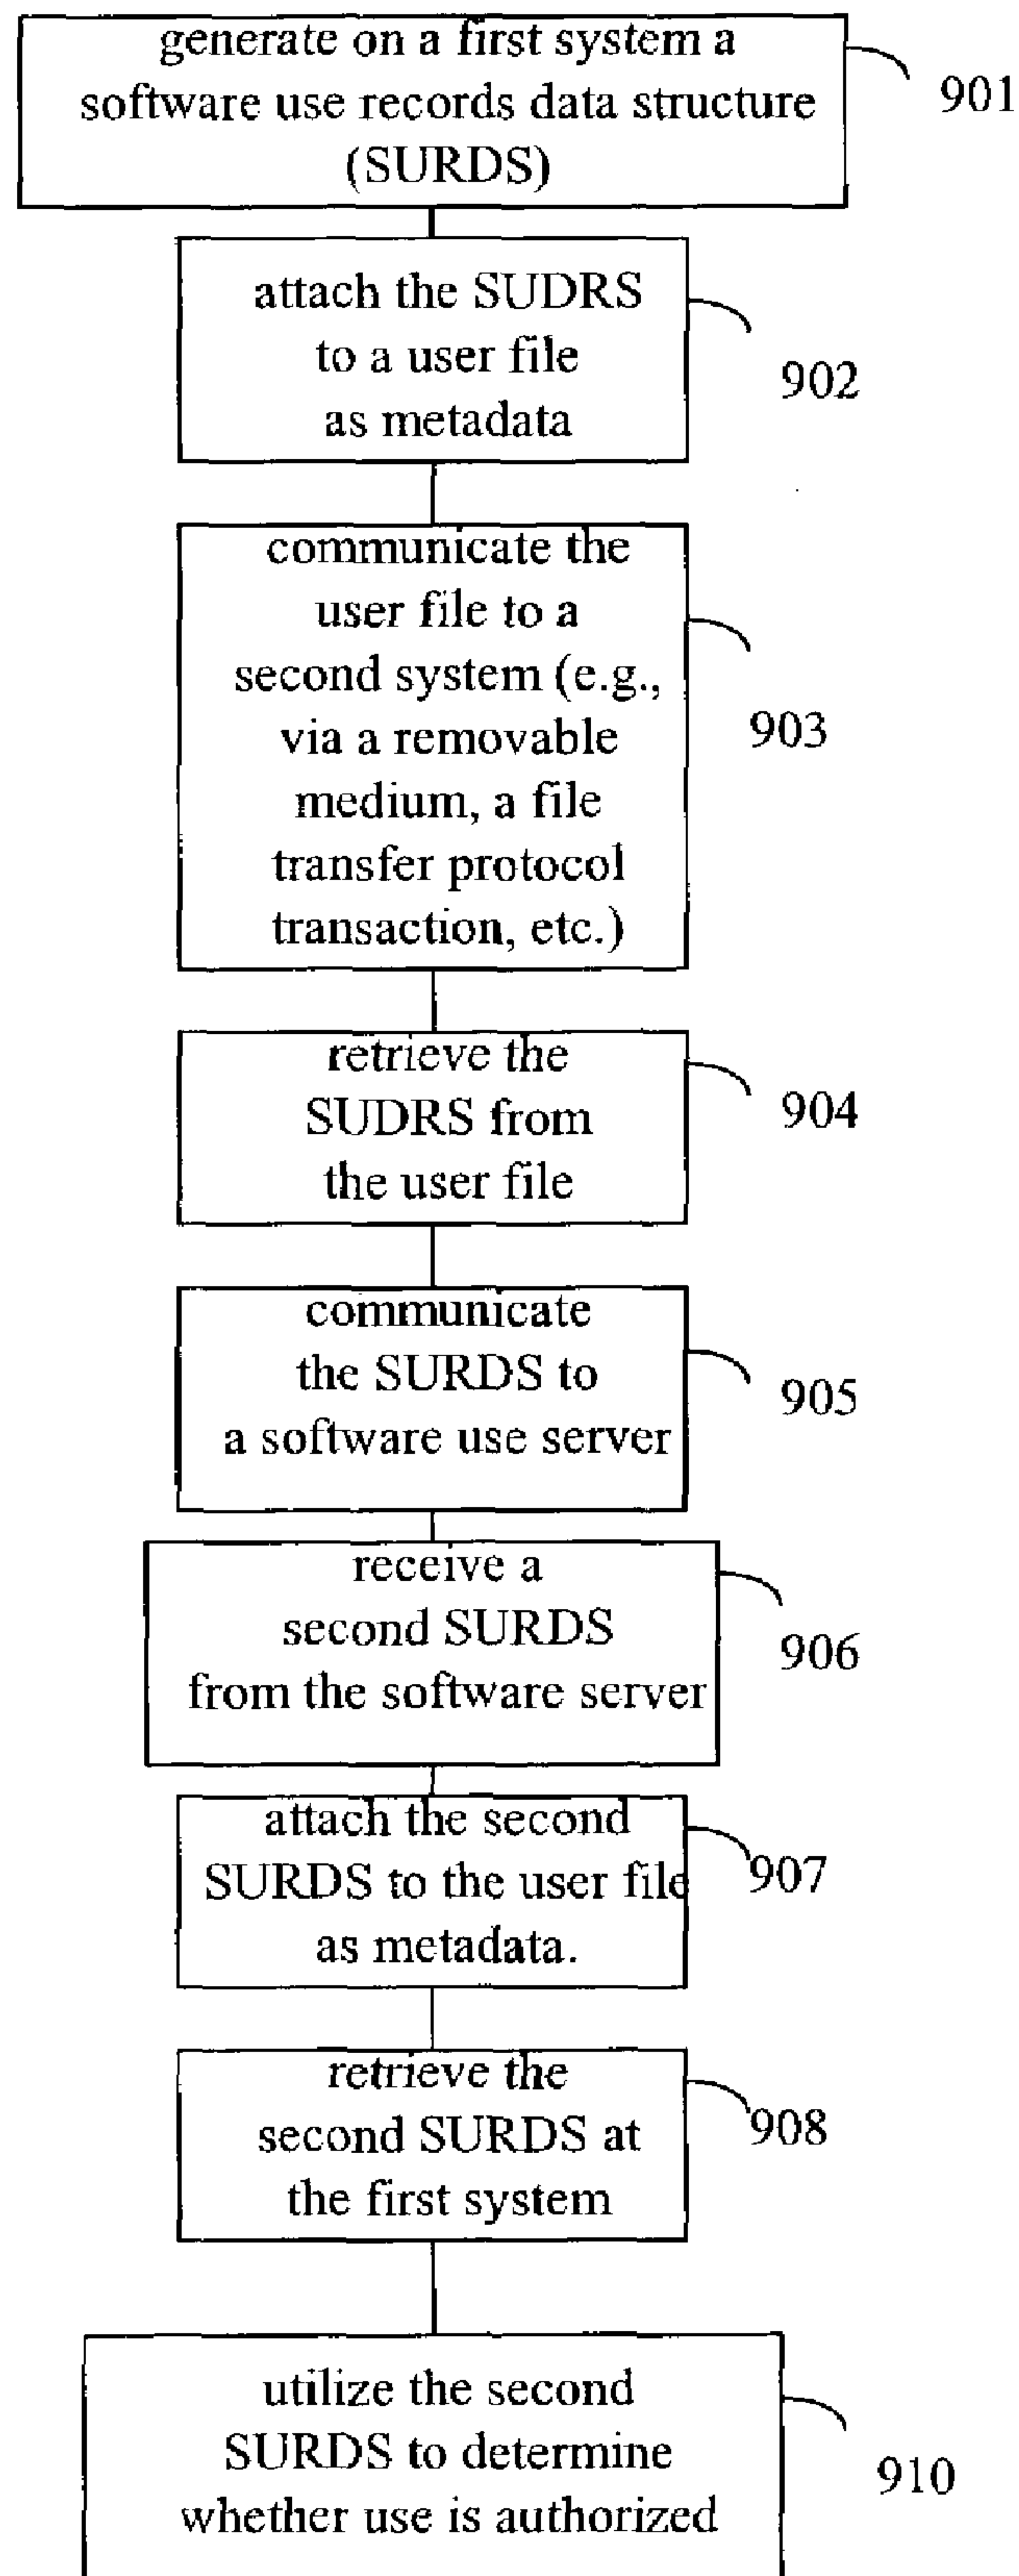 generate on a first system a
software use records data structure
(SURDS)
901
attach the SUDRS
to a user file
as metadata
902
communicate the
user file to a
second system (e.g.,
via a removable
medium, a file
transfer protocol
transaction, etc.)
903
retrieve the
SUDRS from
the user file
904
communicate
the SURDS to
a software use server
905
receive a
second SURDS
from the software server
906
attach the second
SURDS to the user file
as metadata.
907
retrieve the
second SURDS at
the first system
908
utilize the second
SURDS to determine
whether use is authorized
910